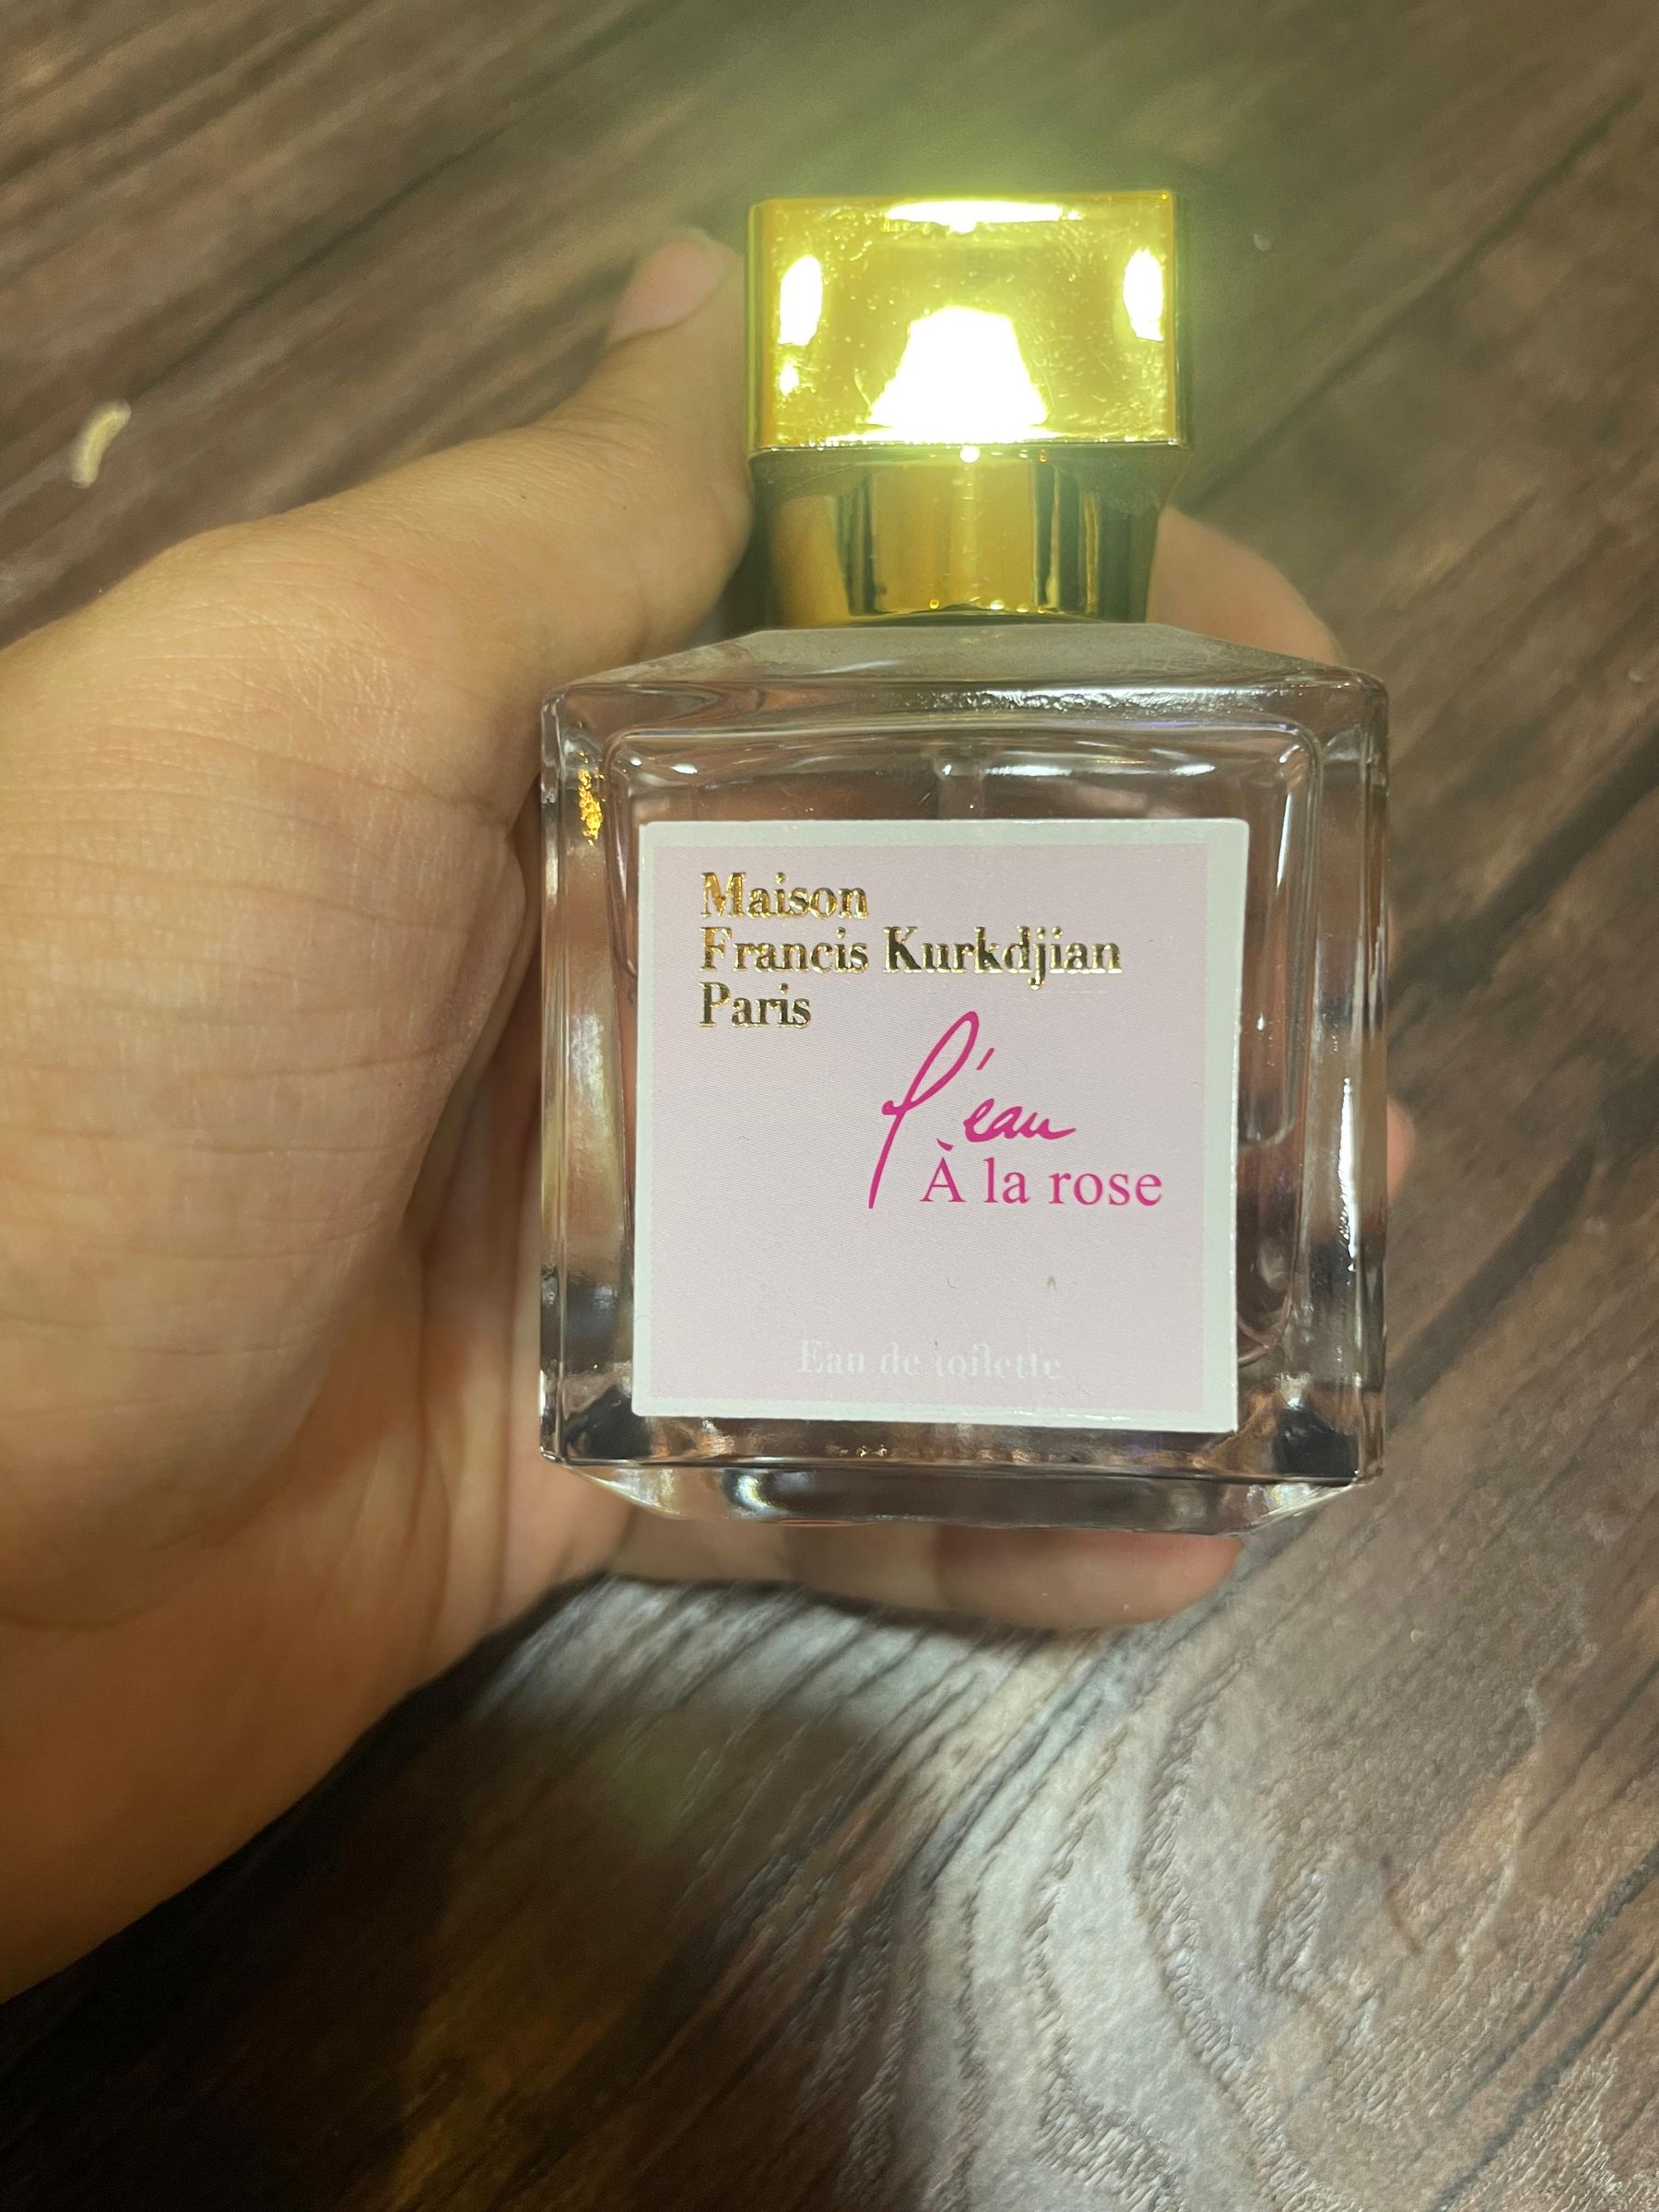 Maison
Francis Kurkdjian
Paris
l'eau
À la rose
Eau de toilette